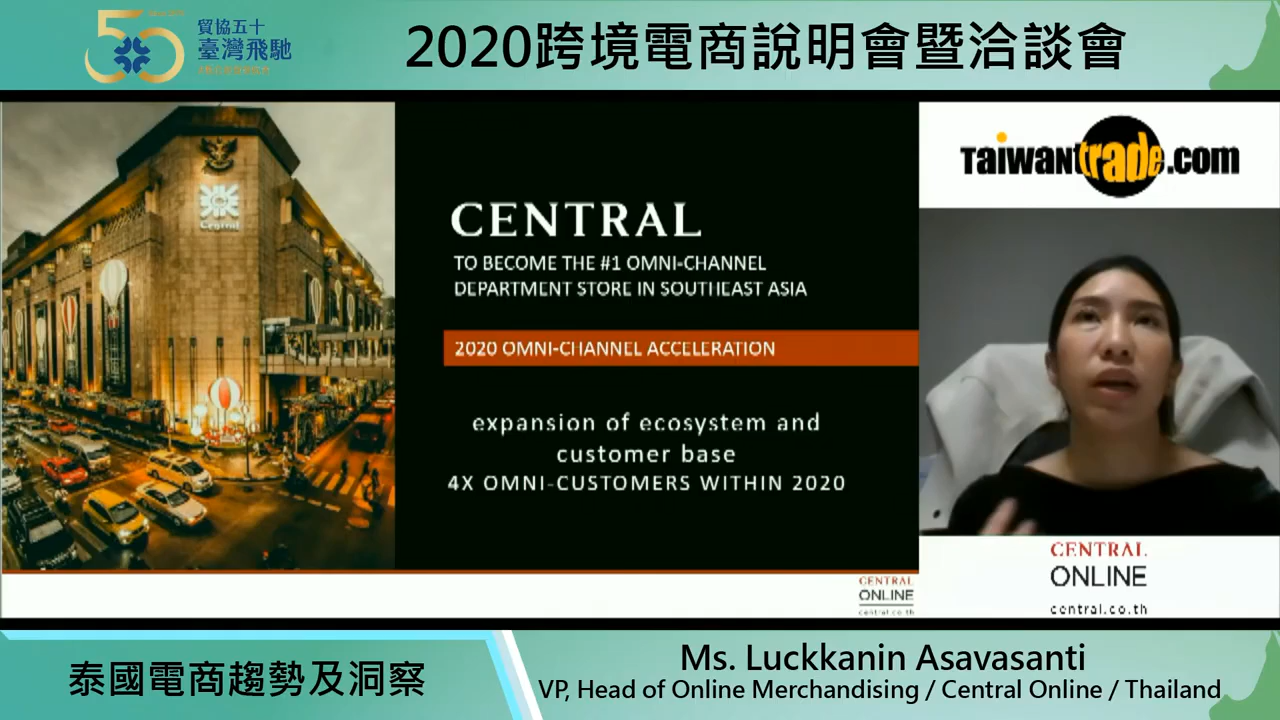 50
貿協五十
臺灣飛馳
2020跨境電商說明會暨洽談會
Central
CENTRAL
TO BECOME THE #1 OMNI-CHANNEL
DEPARTMENT STORE IN SOUTHEAST ASIA
2020 OMNI-CHANNEL ACCELERATION
expansion of ecosystem and
customer base
4X OMNI-CUSTOMERS WITHIN 2020
CENTRAL
ONLINE
central.co.th
Taiwantrade.com
CENTRAL
ONLINE
central.co.th
泰國電商趨勢及洞察
Ms. Luckkanin Asavasanti
VP, Head of Online Merchandising / Central Online / Thailand